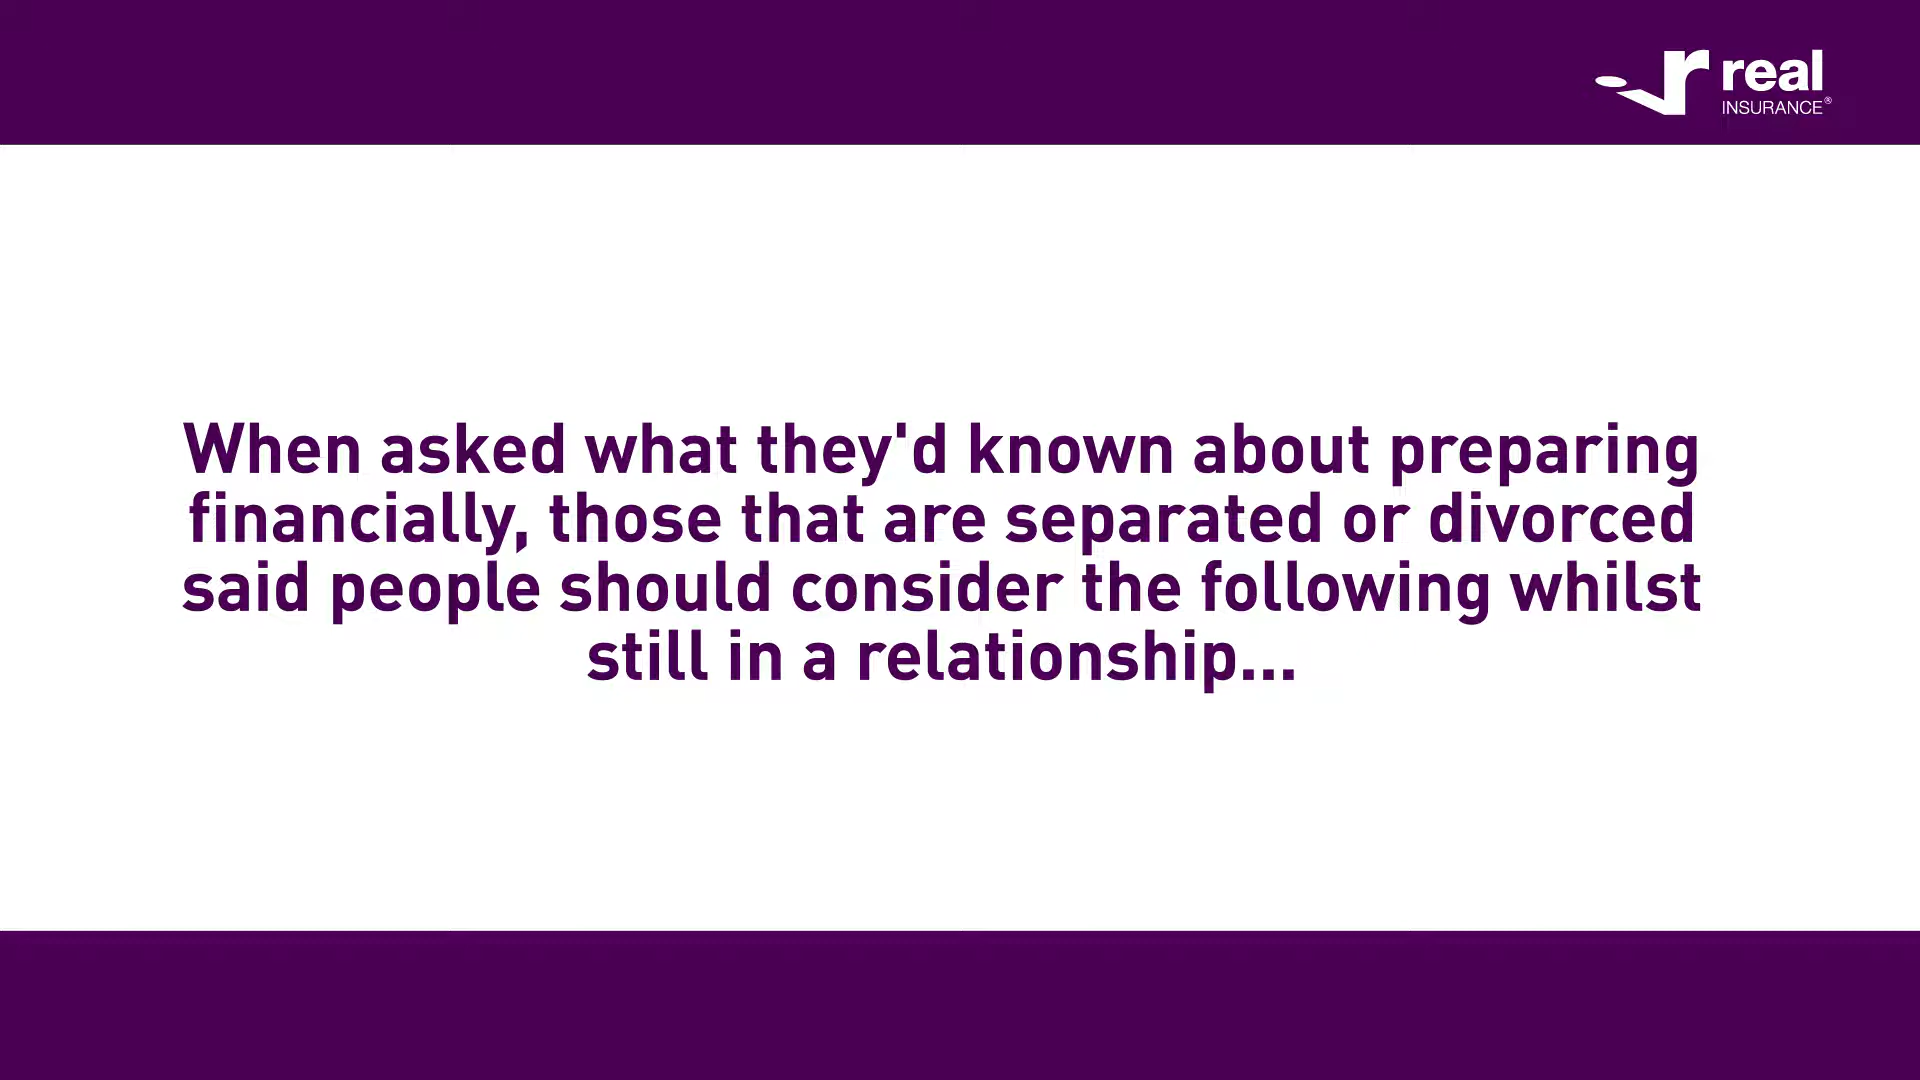 real
INSURANCE®
When asked what they'd known about preparing
financially, those that are separated or divorced
said people should consider the following whilst
still in a relationship...